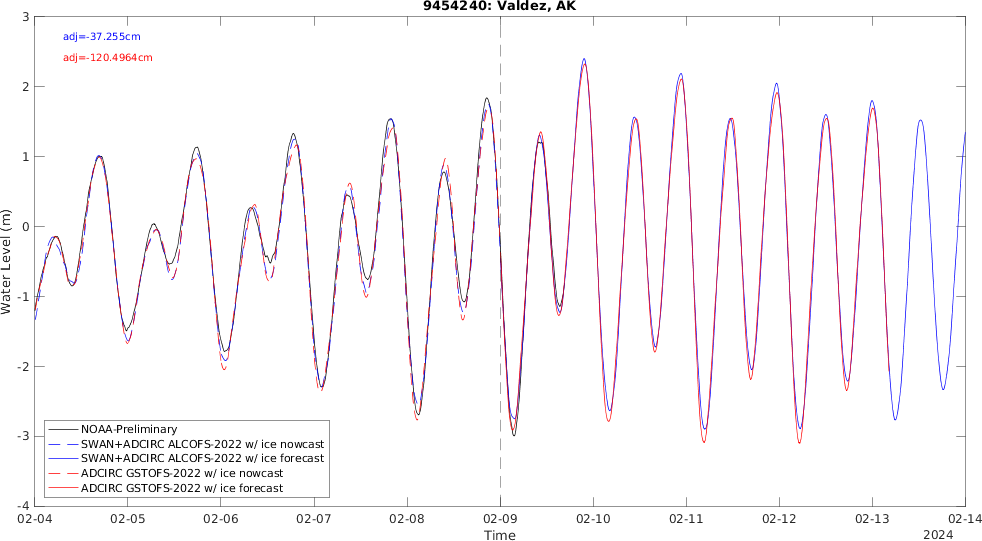 9454240: Valdez, AK
adj=-37.255cm
adj=-120.4964cm
3
2
1
0
-1
-2
-3
-4
Water Level (m)
NOAA-Preliminary
SWAN+ADCIRC ALCOFS-2022 w/ ice nowcast
SWAN+ADCIRC ALCOFS-2022 w/ ice forecast
ADCIRC GSTOFS-2022 w/ ice nowcast
ADCIRC GSTOFS-2022 w/ ice forecast
02-04 02-05 02-06 02-07 02-08 02-09 02-10 02-11 02-12 02-13 02-14
Time
2024